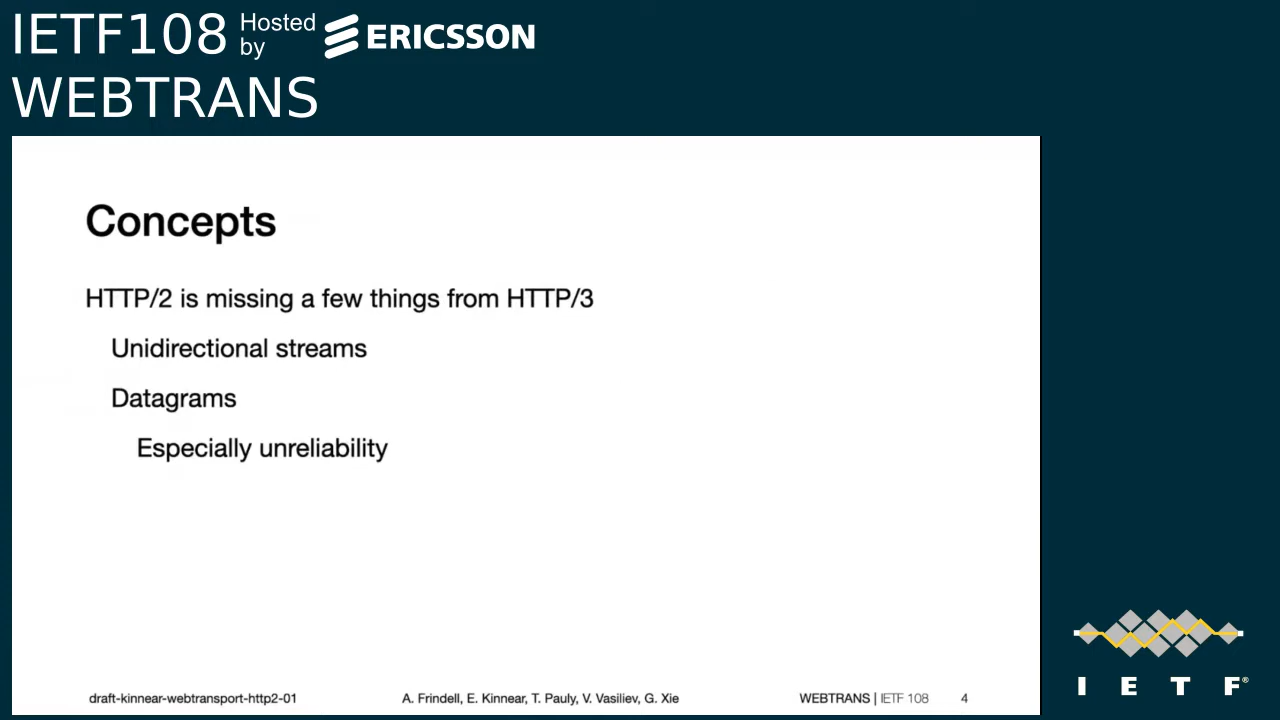 IETF108 Hosted by ERICSSON
WEBTRANS
Concepts
HTTP/2 is missing a few things from HTTP/3
Unidirectional streams
Datagrams
Especially unreliability
draft-kinnear-webtransport-http2-01 A. Frindell, E. Kinnear, T. Pauly, V. Vasiliev, G. Xie WEBTRANS | IETF 108 4
I E T F®